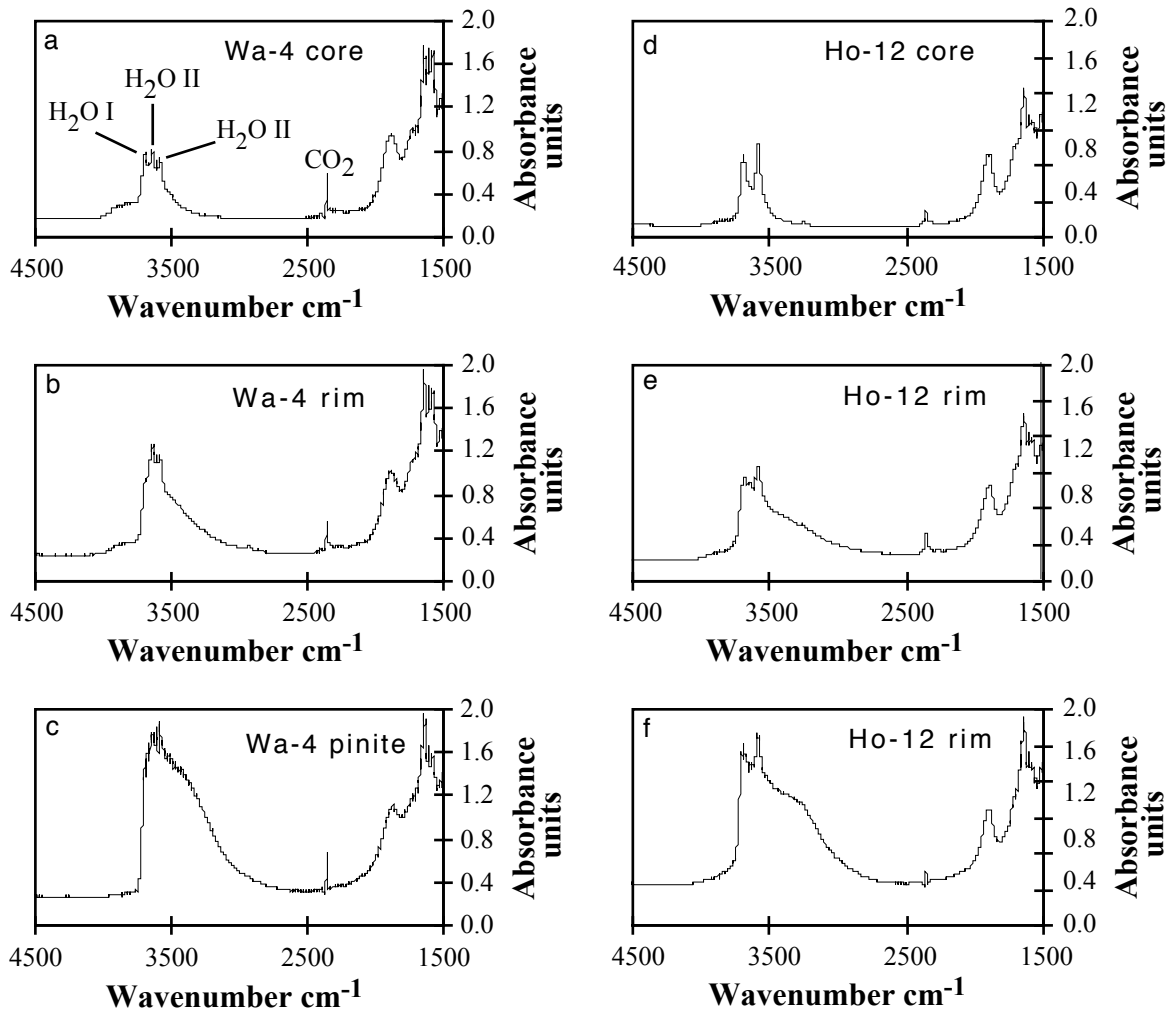 a
Wa-4 core
H2O I
H2O II
H2O II
CO2
2.0
1.6
1.2
0.8
0.4
0.0
Absorbance
units
4500
3500
2500
1500
Wavenumber cm-1
d
Ho-12 core
2.0
1.6
1.2
0.8
0.4
0.0
Absorbance
units
4500
3500
2500
1500
Wavenumber cm-1
b
Wa-4 rim
2.0
1.6
1.2
0.8
0.4
0.0
Absorbance
units
4500
3500
2500
1500
Wavenumber cm-1
e
Ho-12 rim
2.0
1.6
1.2
0.8
0.4
0.0
Absorbance
units
4500
3500
2500
1500
Wavenumber cm-1
c
Wa-4 pinite
2.0
1.6
1.2
0.8
0.4
0.0
Absorbance
units
4500
3500
2500
1500
Wavenumber cm-1
f
Ho-12 rim
2.0
1.6
1.2
0.8
0.4
0.0
Absorbance
units
4500
3500
2500
1500
Wavenumber cm-1